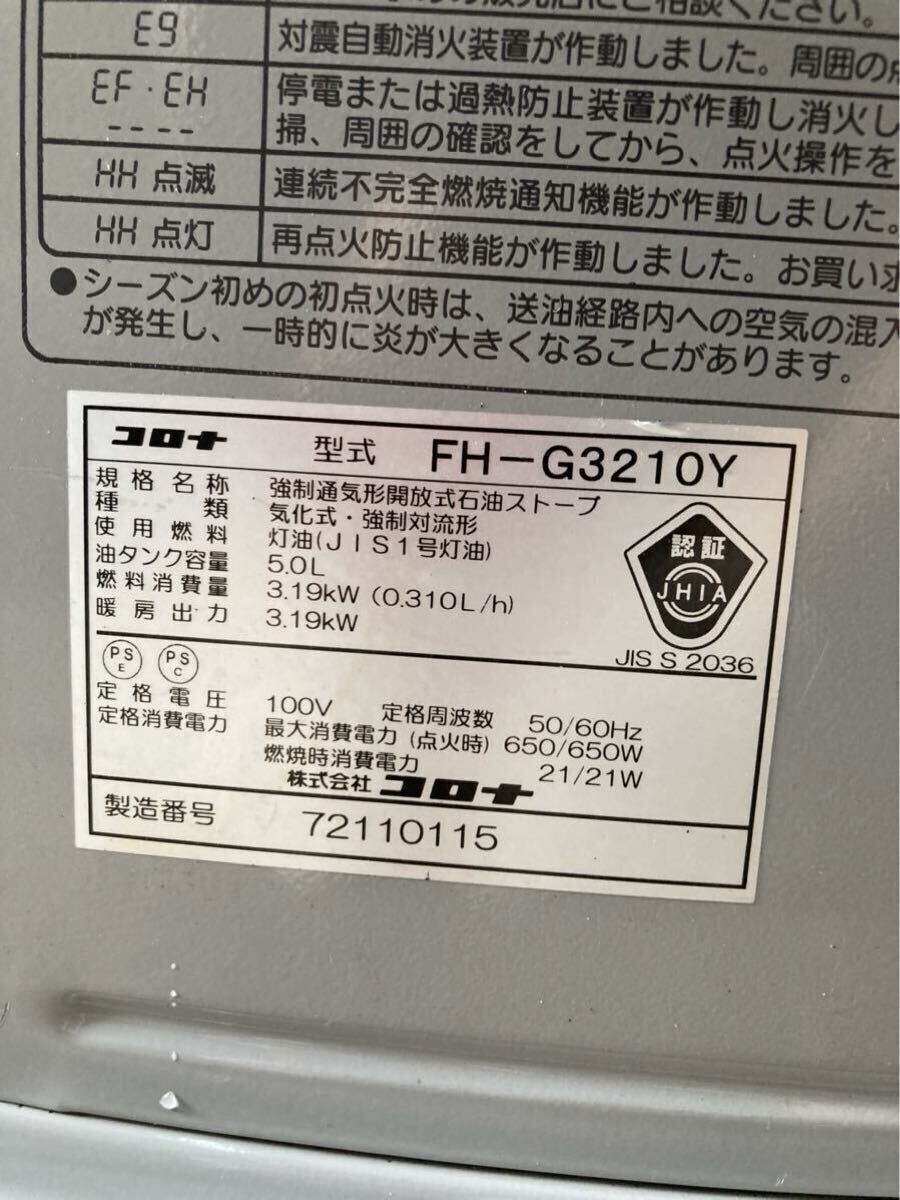 販売店にご相談ください。
E9 対震自動消火装置が作動しました。周囲の
EF・EH 停電または過熱防止装置が作動し消火し
---- 掃、周囲の確認をしてから、点火操作を
HH 点滅 連続不完全燃焼通知機能が作動しました。
HH 点灯 再点火防止機能が作動しました。お買い求
●シーズン初めの初点火時は、送油経路内への空気の混入
が発生し、一時的に炎が大きくなることがあります。
コロナ 型式 FH-G3210Y
規格名称 強制通気形開放式石油ストーブ
種類 気化式・強制対流形
使用燃料 灯油(JIS1号灯油)
油タンク容量 5.0L
燃料消費量 3.19kW (0.310L/h)
暖房出力 3.19kW
認証
JHIA
JIS S 2036
PS E PS C
定格電圧 100V 定格周波数 50/60Hz
定格消費電力 最大消費電力 (点火時) 650/650W
燃焼時消費電力 21/21W
株式会社 コロナ
製造番号 72110115